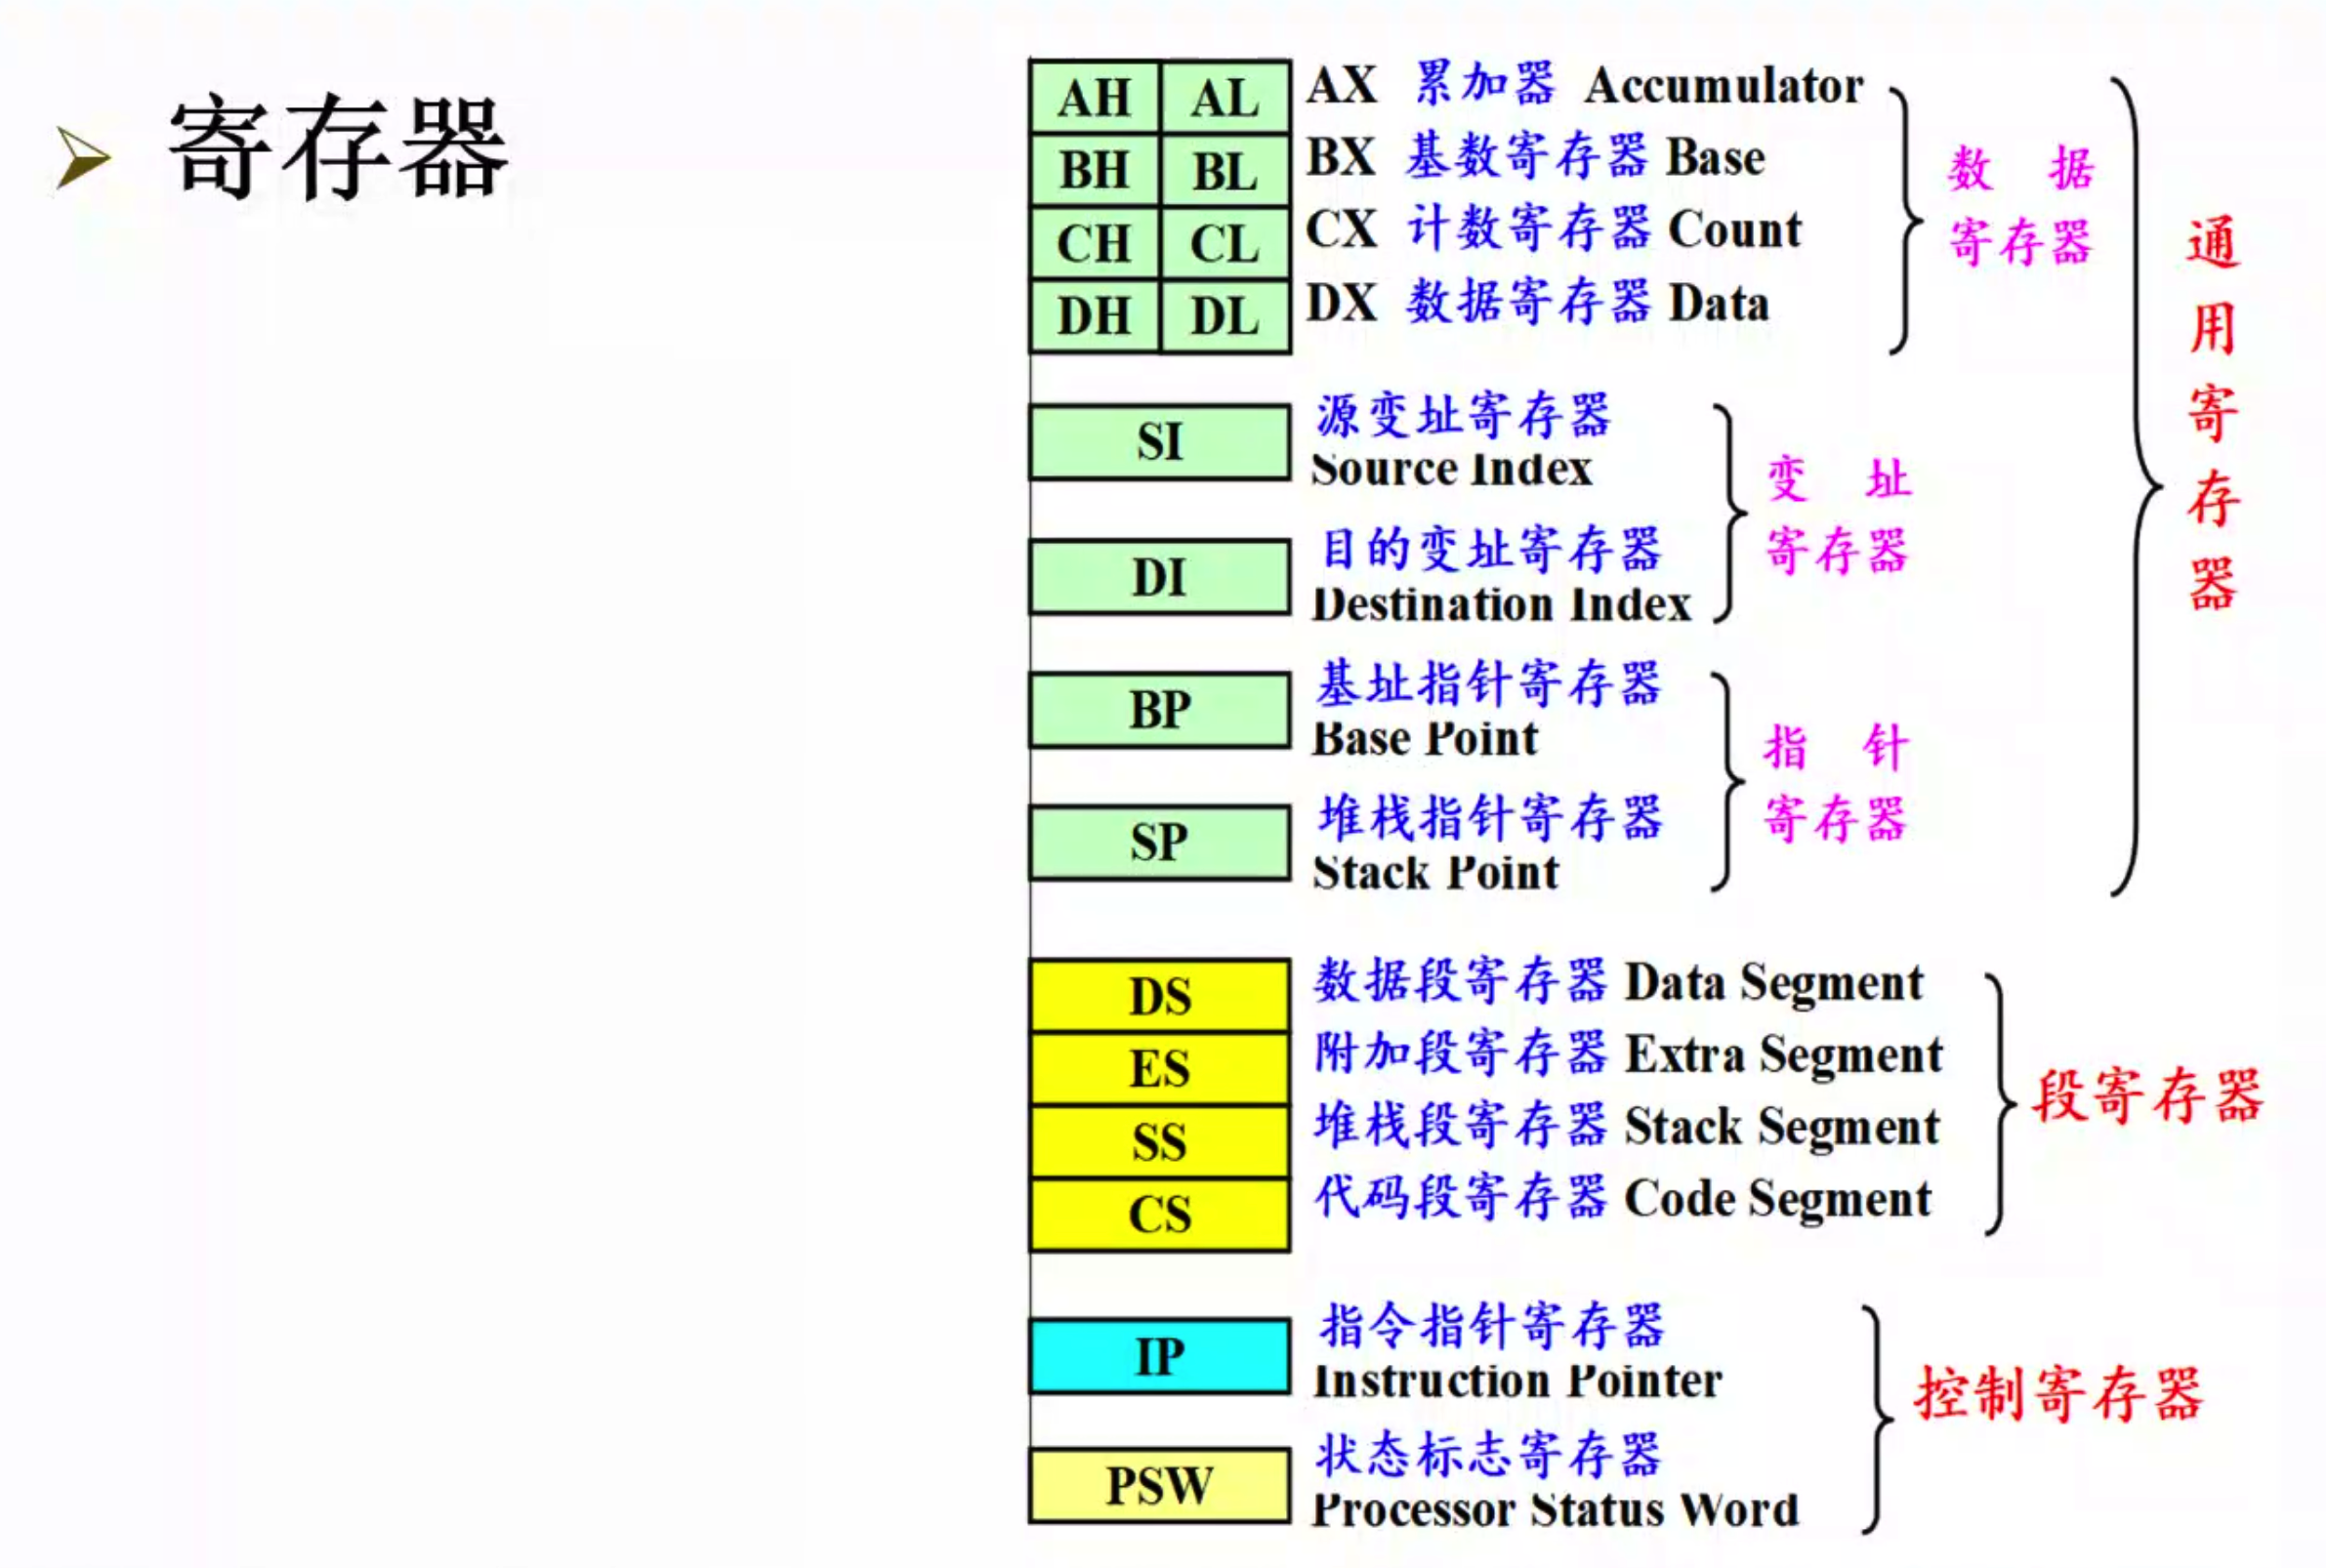 寄存器
AH AL AX 累加器 Accumulator
BH BL BX 基数寄存器 Base
CH CL CX 计数寄存器 Count
DH DL DX 数据寄存器 Data
数 据
寄存器
SI 源变址寄存器
Source Index
DI 目的变址寄存器
Destination Index
变 址
寄存器
BP 基址指针寄存器
Base Point
SP 堆栈指针寄存器
Stack Point
指 针
寄存器
通用寄存器
DS 数据段寄存器 Data Segment
ES 附加段寄存器 Extra Segment
SS 堆栈段寄存器 Stack Segment
CS 代码段寄存器 Code Segment
段寄存器
IP 指令指针寄存器
Instruction Pointer
PSW 状态标志寄存器
Processor Status Word
控制寄存器